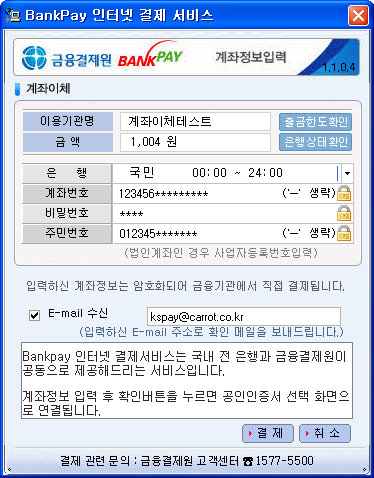 BankPay 인터넷 결제 서비스
금융결제원 BANKPAY 계좌정보입력
1.1.0.4
계좌이체
이용기관명 계좌이체테스트 출금한도확인
금 액 1,004 원 은행상태확인
은 행 국민 00:00 ~ 24:00
계좌번호 123456********* ('-' 생략)
비밀번호 ****
주민번호 012345******* ('-' 생략)
(법인계좌인 경우 사업자등록번호입력)
입력하신 계좌정보는 암호화되어 금융기관에서 직접 결제됩니다.
E-mail 수신 kspay@carrot.co.kr
(입력하신 E-mail 주소로 확인 메일을 보내드립니다.)
Bankpay 인터넷 결제서비스는 국내 전 은행과 금융결제원이
공동으로 제공해드리는 서비스입니다.
계좌정보 입력 후 확인버튼을 누르면 공인인증서 선택 화면으
로 연결됩니다.
결 제 취 소
결제 관련 문의 : 금융결제원 고객센터 ☎ 1577-5500